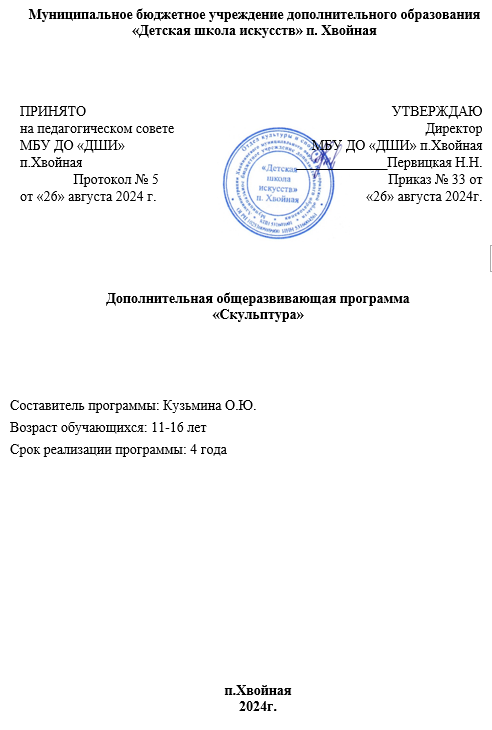 Муниципальное бюджетное учреждение дополнительного образования
«Детская школа искусств» п. Хвойная
ПРИНЯТО
на педагогическом совете
МБУ ДО «ДШИ»
п.Хвойная
Протокол № 5
от «26» августа 2024 г.
УТВЕРЖДАЮ
Директор
МБУ ДО «ДШИ» п.Хвойная
____________Первицкая Н.Н.
Приказ № 33 от
«26» августа 2024г.
«Детская
школа
искусств»
п. Хвойная
Дополнительная общеразвивающая программа
«Скульптура»
Составитель программы: Кузьмина О.Ю.
Возраст обучающихся: 11-16 лет
Срок реализации программы: 4 года
п.Хвойная
2024г.